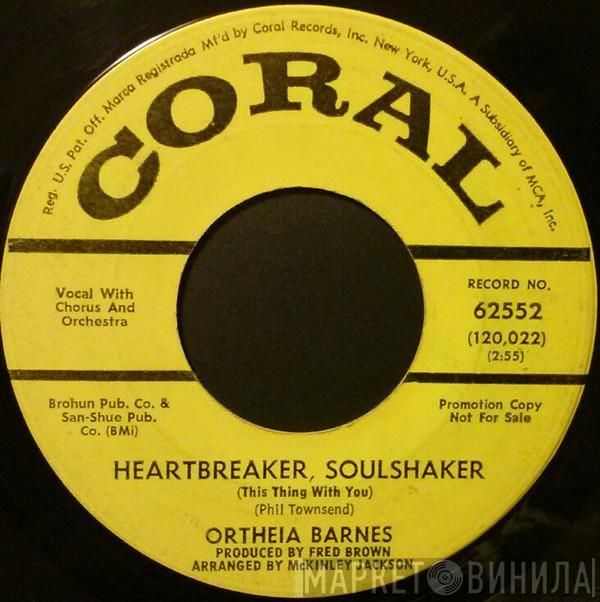 Reg. U.S. Pat. Off. Marca Registrada Mf'd by Coral Records, Inc. New York, U.S.A. A Subsidiary of MCA, Inc.
CORAL
Vocal With
Chorus And
Orchestra
RECORD NO.
62552
(120,022)
(2:55)
Brohun Pub. Co. &
San-Shue Pub.
Co. (BMi)
Promotion Copy
Not For Sale
HEARTBREAKER, SOULSHAKER
(This Thing With You)
(Phil Townsend)
ORTHEIA BARNES
PRODUCED BY FRED BROWN
ARRANGED BY McKINLEY JACKSON
МАРКЕТ ВИНИЛА